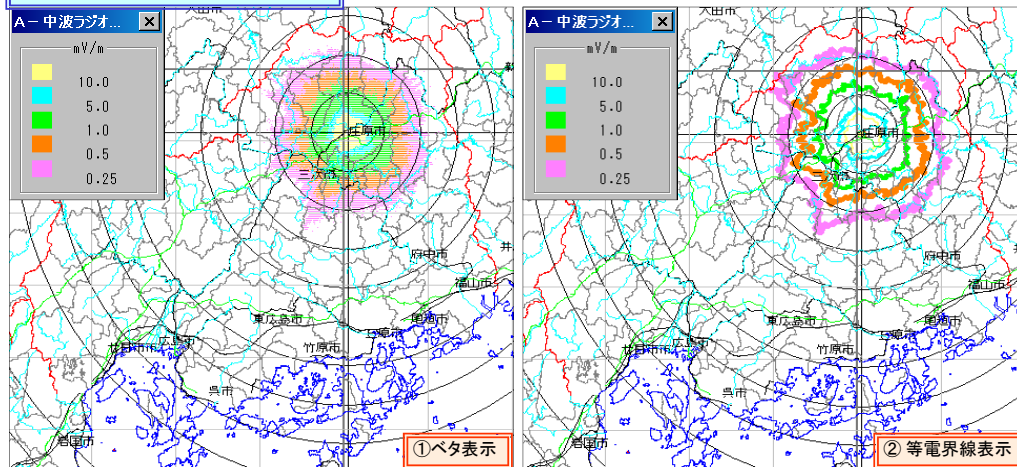 A－中波ラジオ...
mV/m
10.0
5.0
1.0
0.5
0.25
大田市
新
庄原市
三次市
井
府中市
福山市
尾道市
三原市
東広島市
竹原市
広島市
廿日市市
呉市
岩国市
①ベタ表示
A－中波ラジオ...
mV/m
10.0
5.0
1.0
0.5
0.25
大田市
新
庄原市
三次市
井
府中市
福山市
尾道市
三原市
東広島市
竹原市
広島市
廿日市市
呉市
岩国市
② 等電界線表示